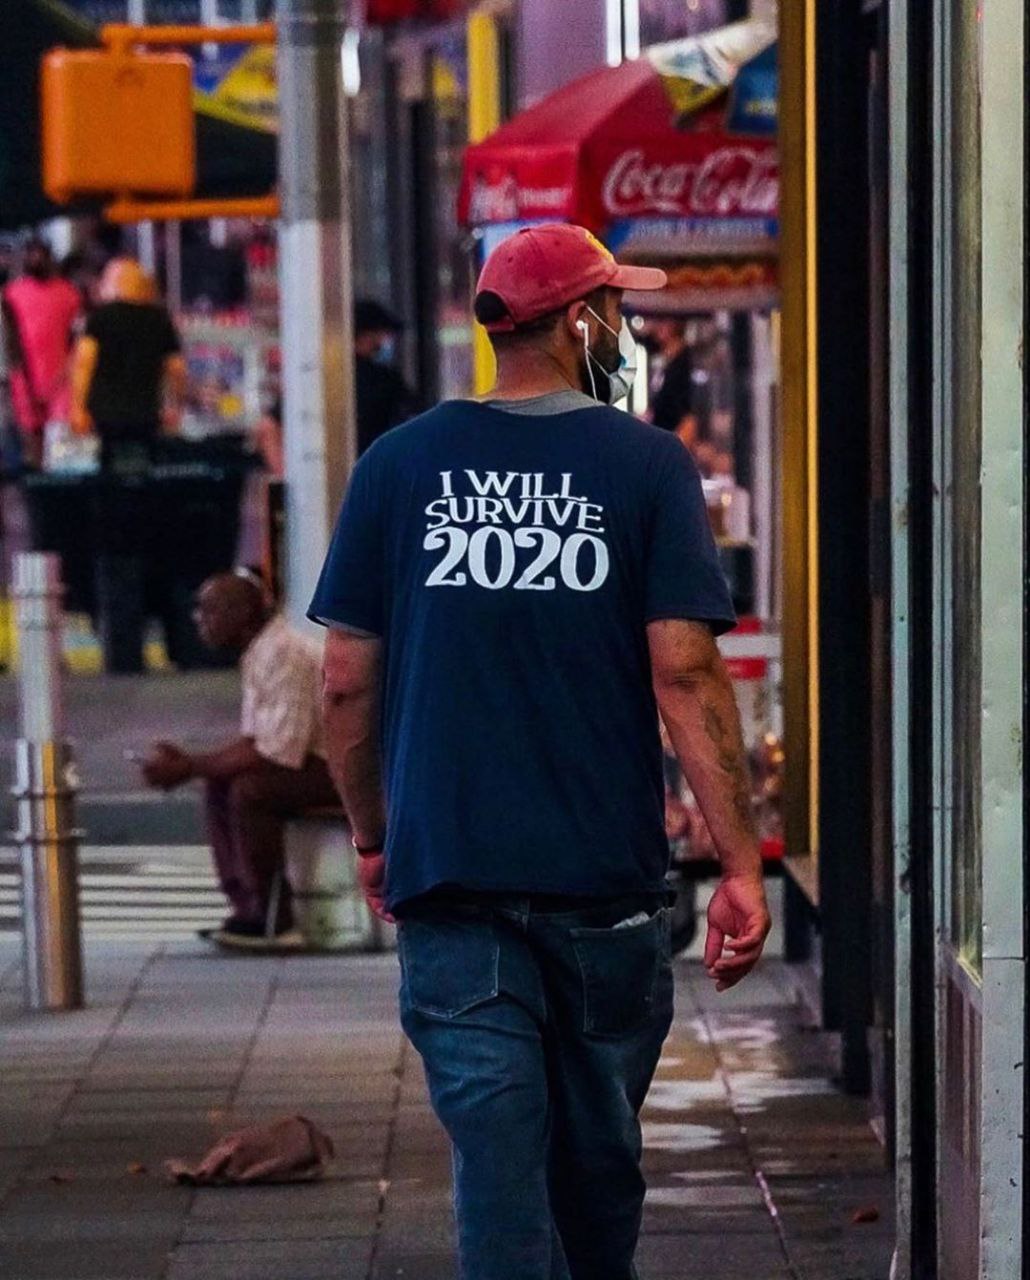 Coca-Cola
I WILL
SURVIVE
2020